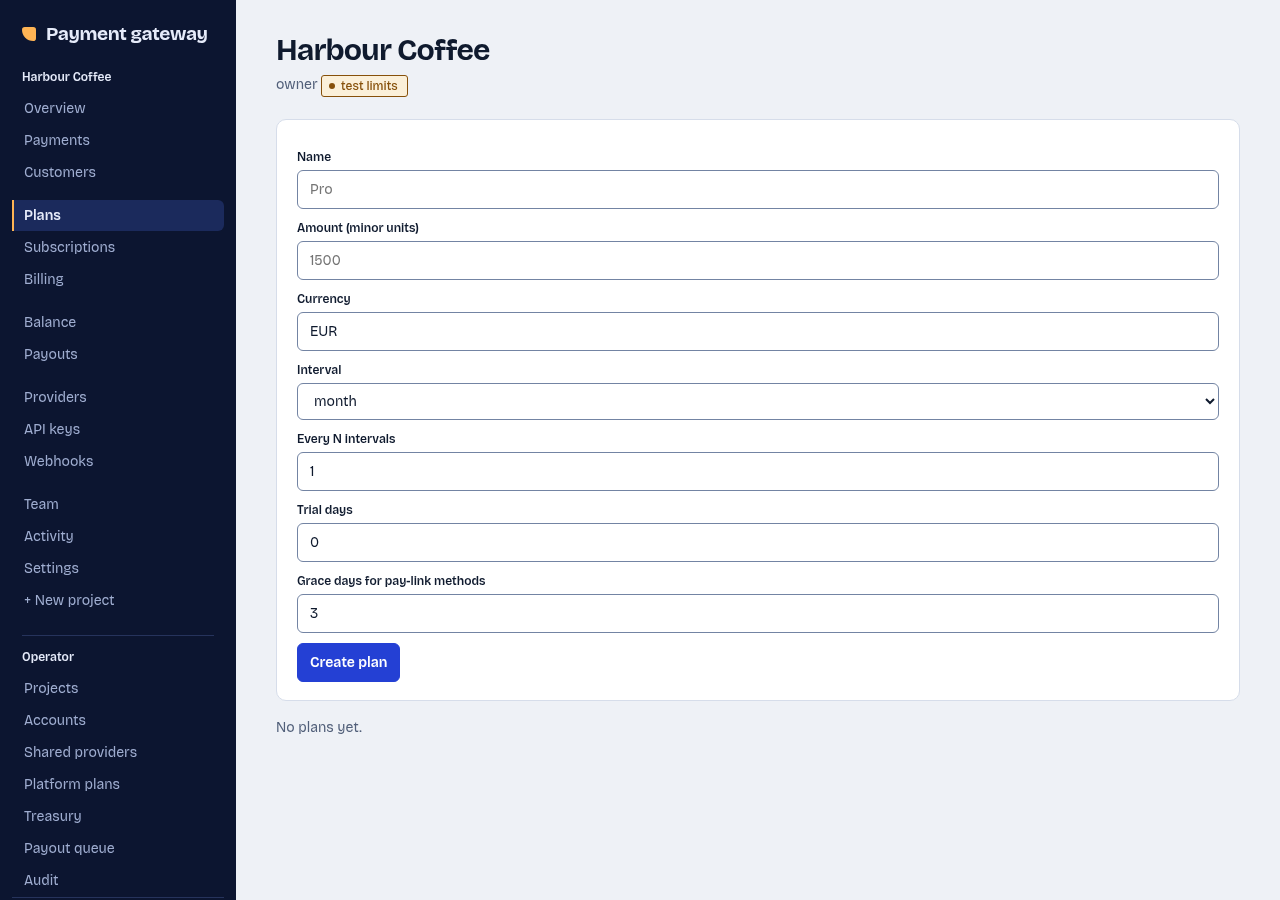 Payment gateway
Harbour Coffee
Overview
Payments
Customers
Plans
Subscriptions
Billing
Balance
Payouts
Providers
API keys
Webhooks
Team
Activity
Settings
+ New project
Operator
Projects
Accounts
Shared providers
Platform plans
Treasury
Payout queue
Audit
Harbour Coffee
owner test limits
Name
Pro
Amount (minor units)
1500
Currency
EUR
Interval
month
Every N intervals
1
Trial days
0
Grace days for pay-link methods
3
Create plan
No plans yet.